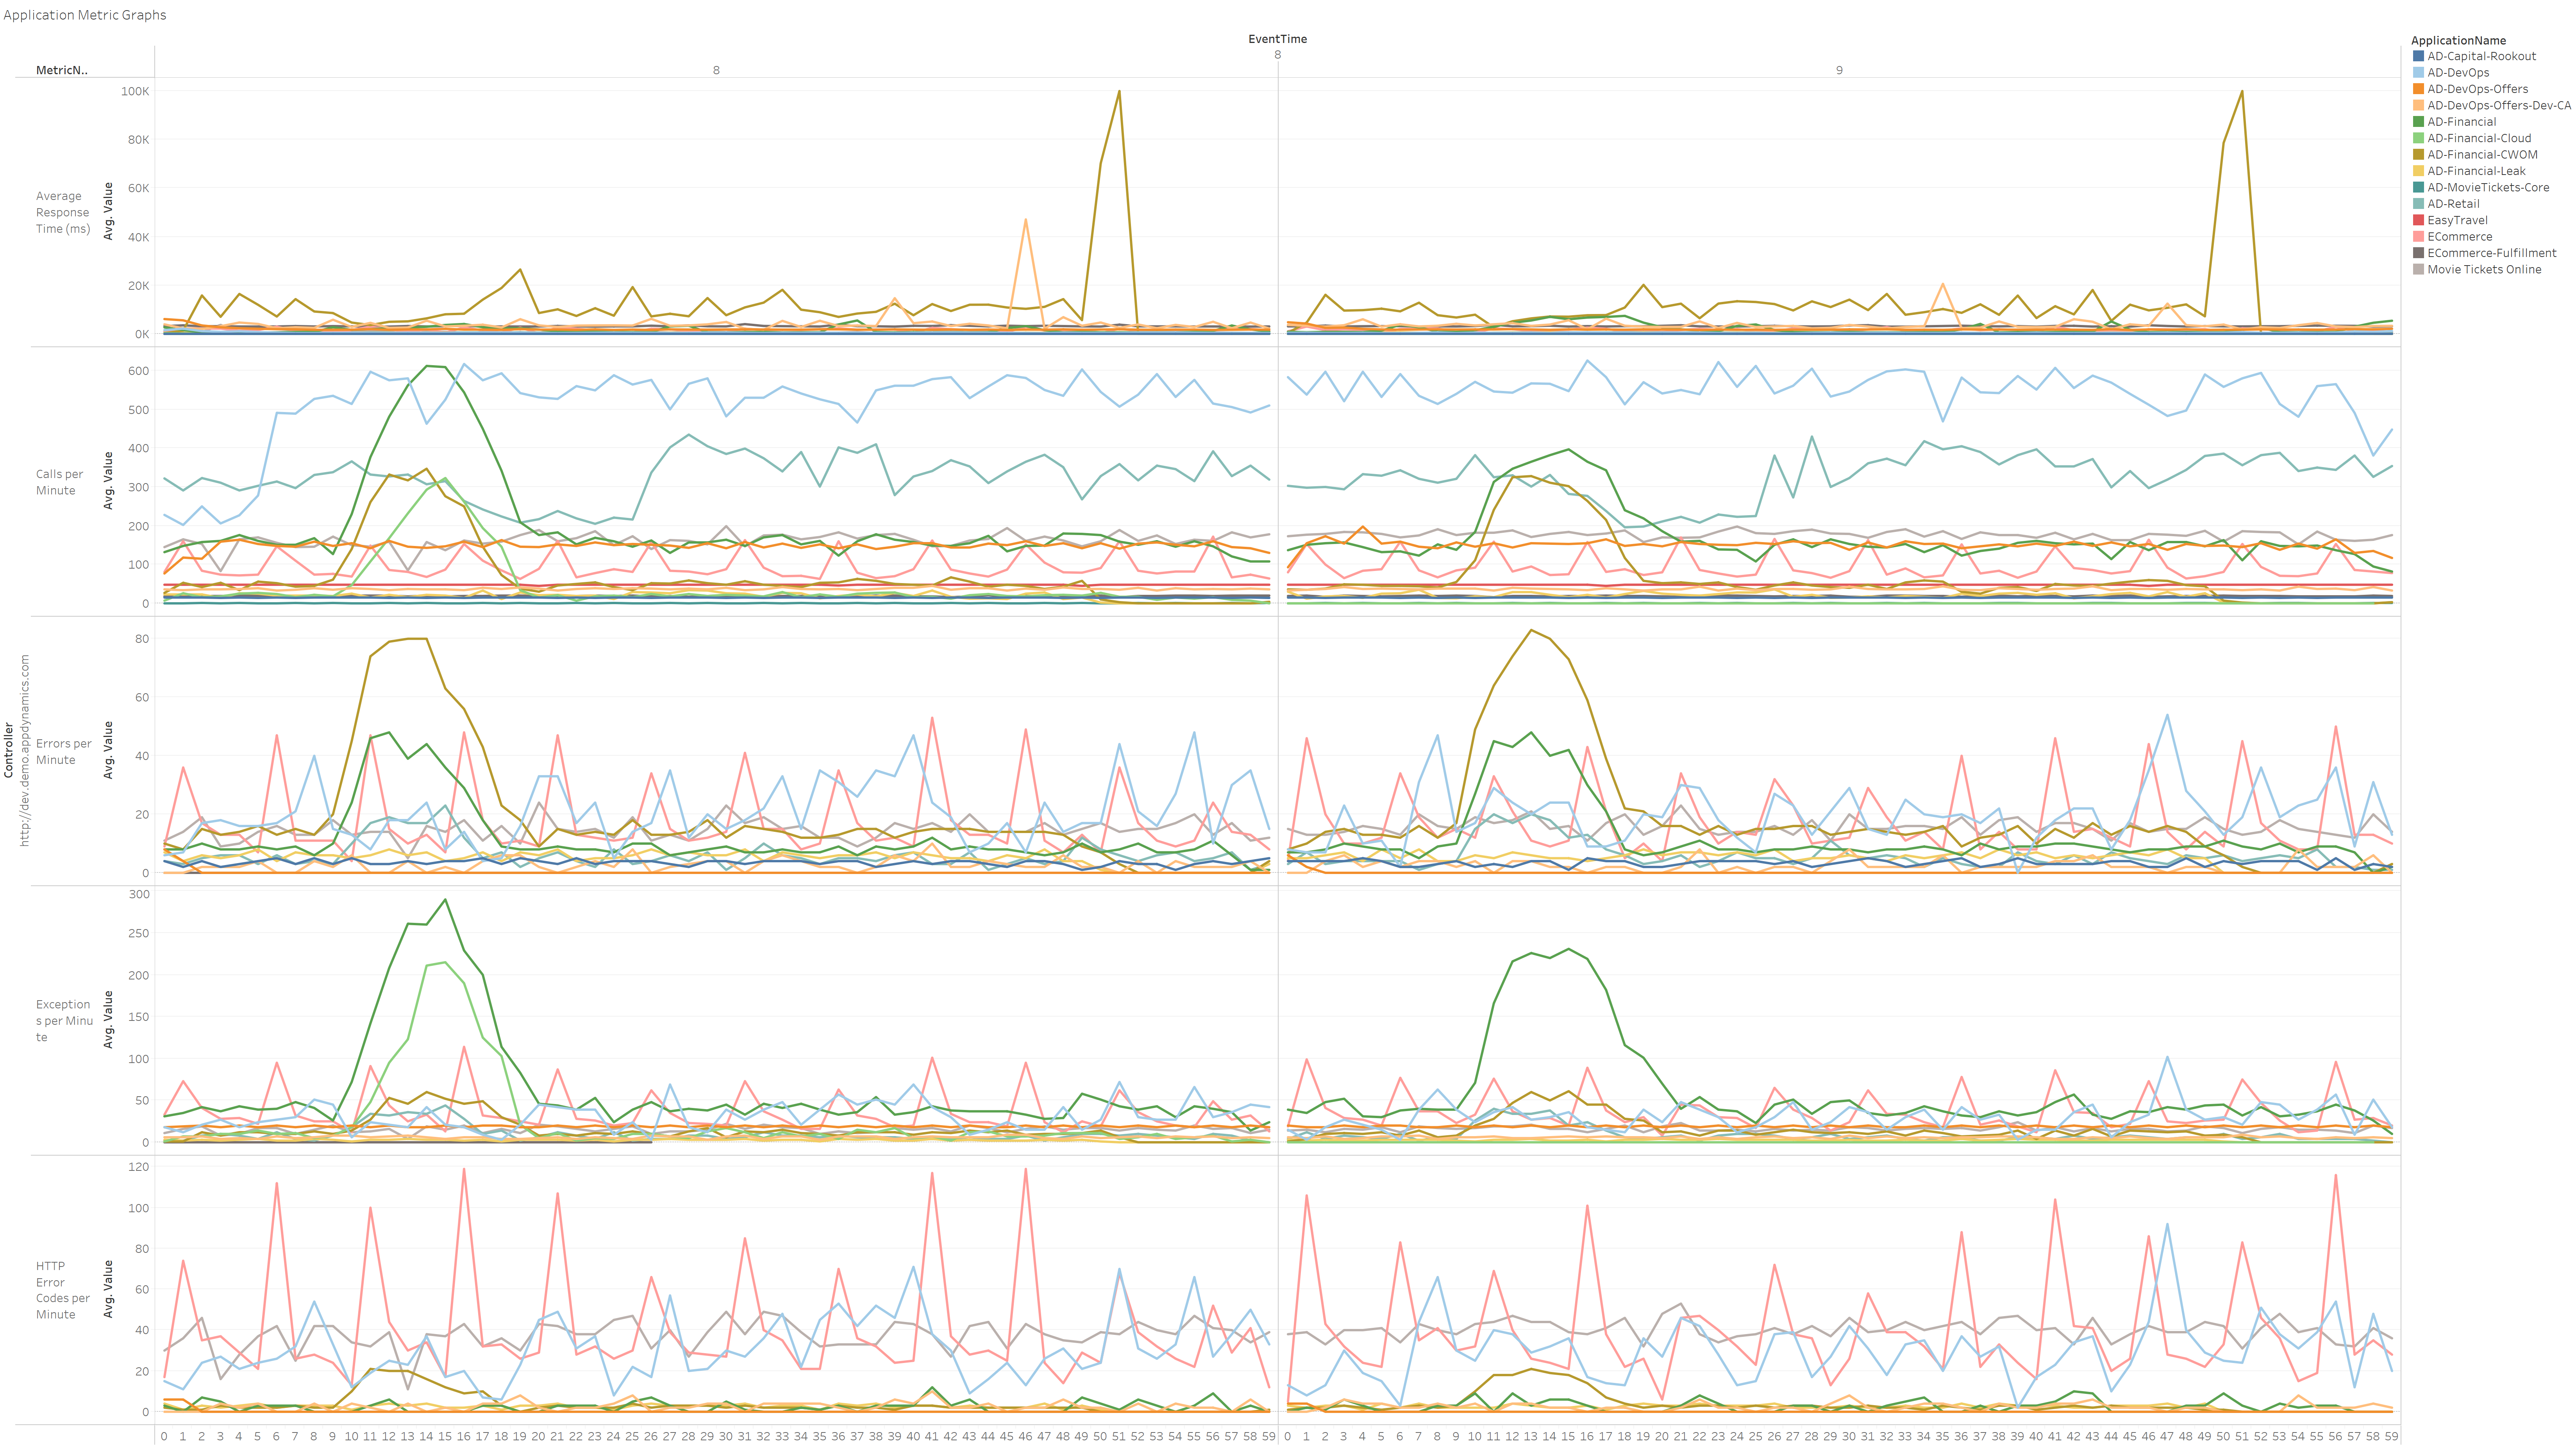 Application Metric Graphs
EventTime
8
MetricN..
8
9
ApplicationName
AD-Capital-Rookout
AD-DevOps
AD-DevOps-Offers
AD-DevOps-Offers-Dev-CA
AD-Financial
AD-Financial-Cloud
AD-Financial-CWOM
AD-Financial-Leak
AD-MovieTickets-Core
AD-Retail
EasyTravel
ECommerce
ECommerce-Fulfillment
Movie Tickets Online
Controller
http://dev.demo.appdynamics.com
Average
Response
Time (ms)
Avg. Value
100K
80K
60K
40K
20K
0K
Calls per
Minute
Avg. Value
600
500
400
300
200
100
0
Errors per
Minute
Avg. Value
80
60
40
20
0
Exception
s per Minu
te
Avg. Value
300
250
200
150
100
50
0
HTTP
Error
Codes per
Minute
Avg. Value
120
100
80
60
40
20
0
0 1 2 3 4 5 6 7 8 9 10 11 12 13 14 15 16 17 18 19 20 21 22 23 24 25 26 27 28 29 30 31 32 33 34 35 36 37 38 39 40 41 42 43 44 45 46 47 48 49 50 51 52 53 54 55 56 57 58 59 0 1 2 3 4 5 6 7 8 9 10 11 12 13 14 15 16 17 18 19 20 21 22 23 24 25 26 27 28 29 30 31 32 33 34 35 36 37 38 39 40 41 42 43 44 45 46 47 48 49 50 51 52 53 54 55 56 57 58 59